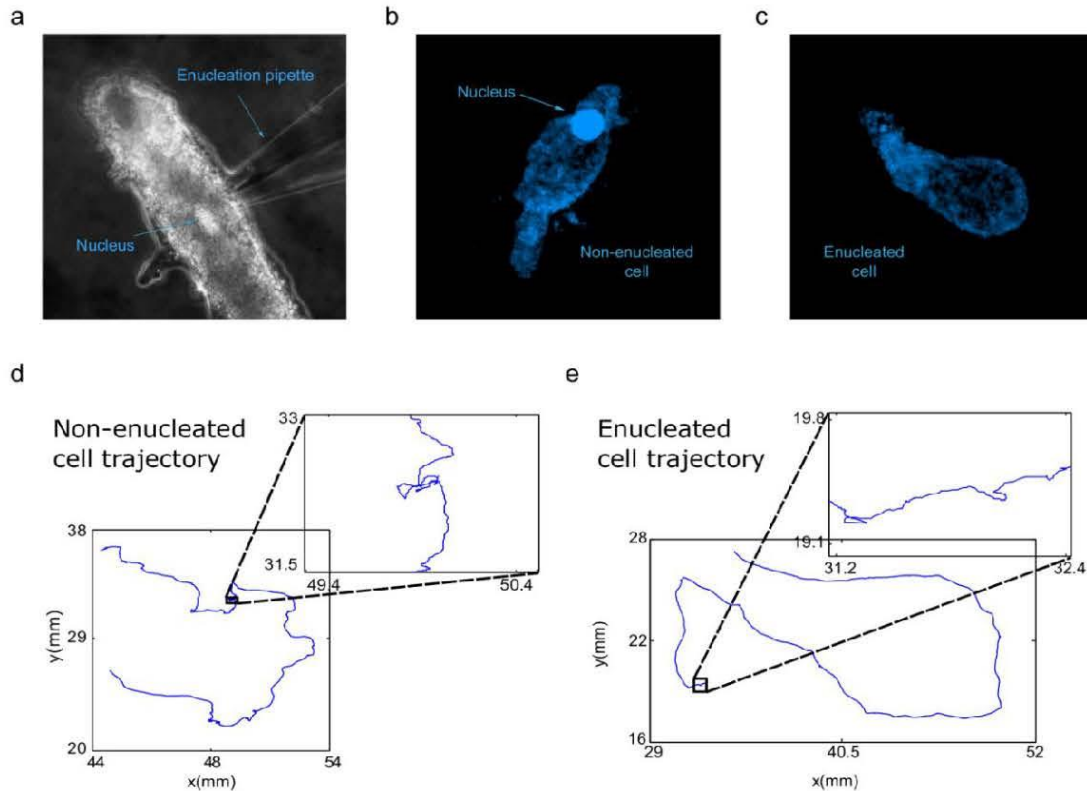 a
b
c
Enucleation pipette
Nucleus
Nucleus
Non-enucleated
cell
Enucleated
cell
d
e
Non-enucleated
cell trajectory
33
31.5
49.4
50.4
38
29
20
44
48
54
y(mm)
x(mm)
Enucleated
cell trajectory
19.8
19.1
31.2
32.4
28
22
16
29
40.5
52
y(mm)
x(mm)